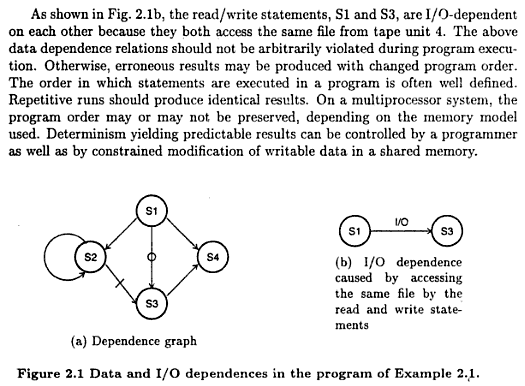 As shown in Fig. 2.1b, the read/write statements, S1 and S3, are I/O-dependent
on each other because they both access the same file from tape unit 4. The above
data dependence relations should not be arbitrarily violated during program execu-
tion. Otherwise, erroneous results may be produced with changed program order.
The order in which statements are executed in a program is often well defined.
Repetitive runs should produce identical results. On a multiprocessor system, the
program order may or may not be preserved, depending on the memory model
used. Determinism yielding predictable results can be controlled by a programmer
as well as by constrained modification of writable data in a shared memory.
S1
S2
S4
S3
(a) Dependence graph
S1
I/O
S3
(b) I/O dependence
caused by accessing
the same file by the
read and write state-
ments
Figure 2.1 Data and I/O dependences in the program of Example 2.1.